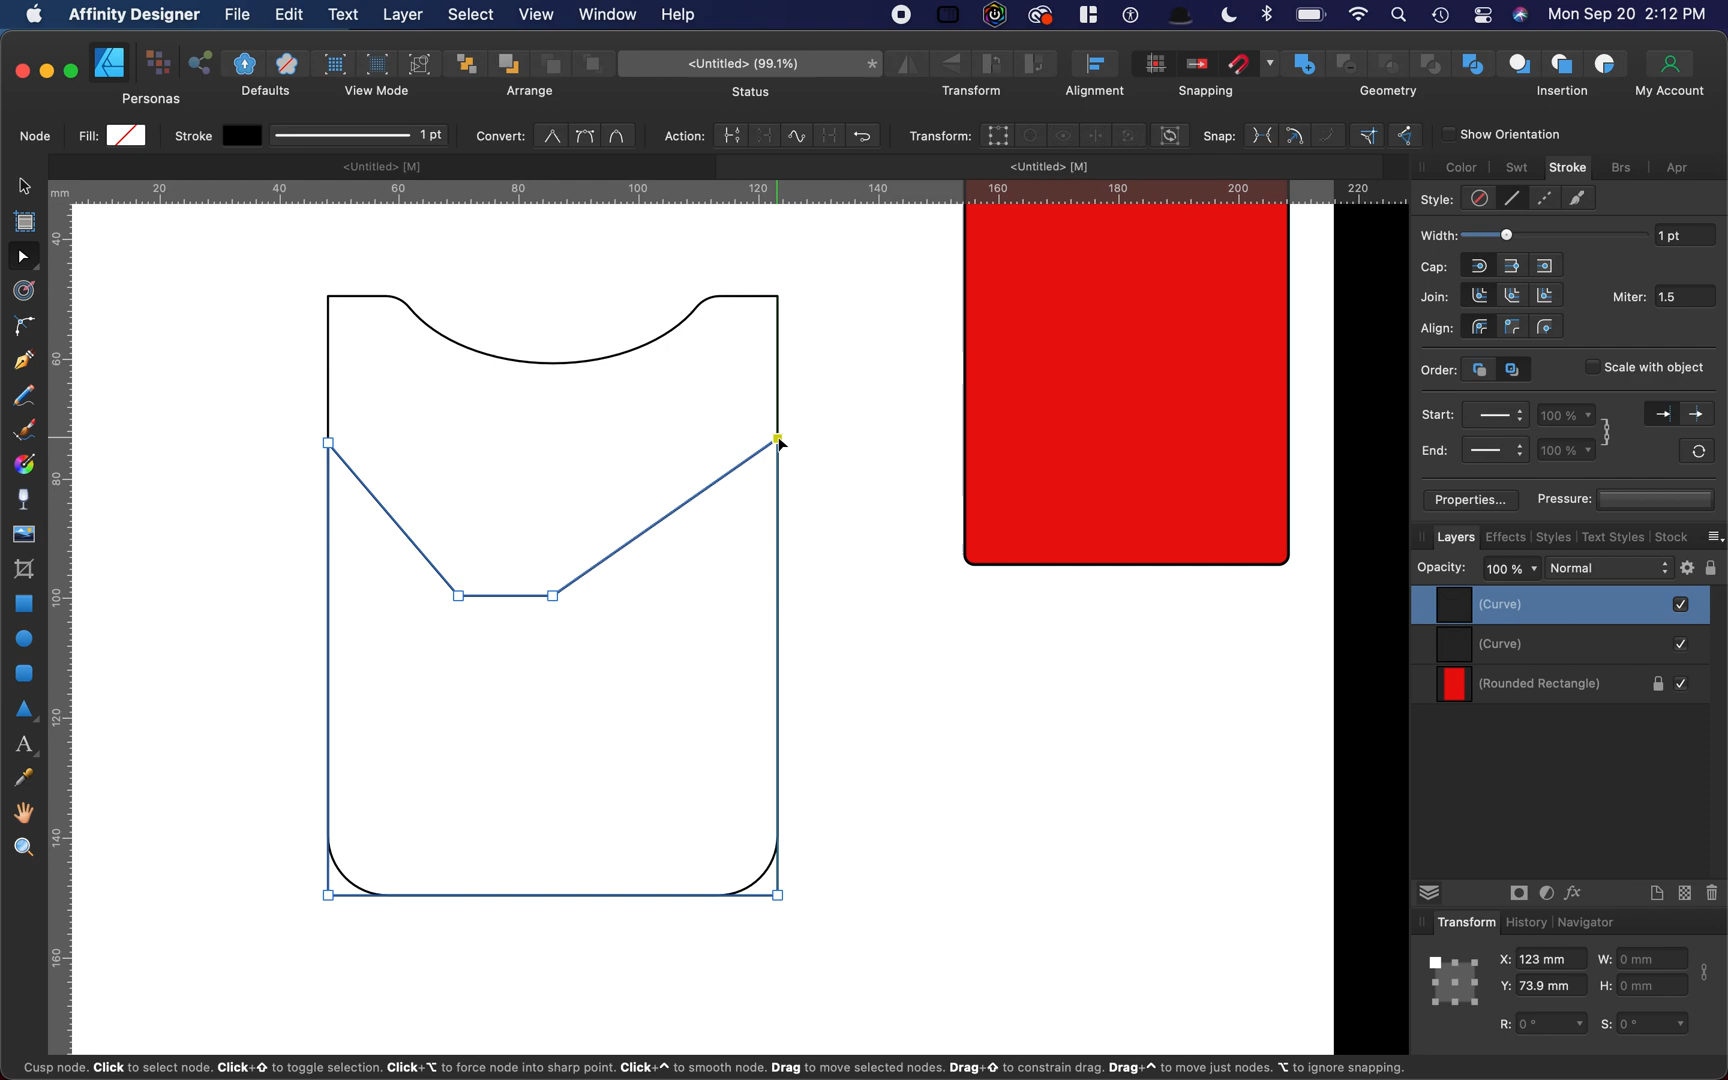 Affinity Designer File Edit Text Layer Select View Window Help Mon Sep 20 2:12 PM
<Untitled> (99.1%) *
Personas Defaults View Mode Arrange Status Transform Alignment Snapping Geometry Insertion My Account
Node Fill: Stroke 1 pt Convert: Action: Transform: Snap: Show Orientation
<Untitled> [M] <Untitled> [M] Color Swt Stroke Brs Apr
mm 20 40 60 80 100 120 140 160 180 200 220
Style:
Width: 1 pt
40
Cap:
Join: Miter: 1.5
Align:
60
Order: Scale with object
Start: 100 %
End: 100 %
80
Properties... Pressure:
Layers Effects Styles Text Styles Stock
Opacity: 100 % Normal
100
(Curve)
(Curve)
(Rounded Rectangle)
120
A
140
Transform History Navigator
160
X: 123 mm W: 0 mm
Y: 73.9 mm H: 0 mm
R: 0 ° S: 0 °
Cusp node. Click to select node. Click+⇧ to toggle selection. Click+⌥ to force node into sharp point. Click+^ to smooth node. Drag to move selected nodes. Drag+⇧ to constrain drag. Drag+^ to move just nodes. ⌥ to ignore snapping.